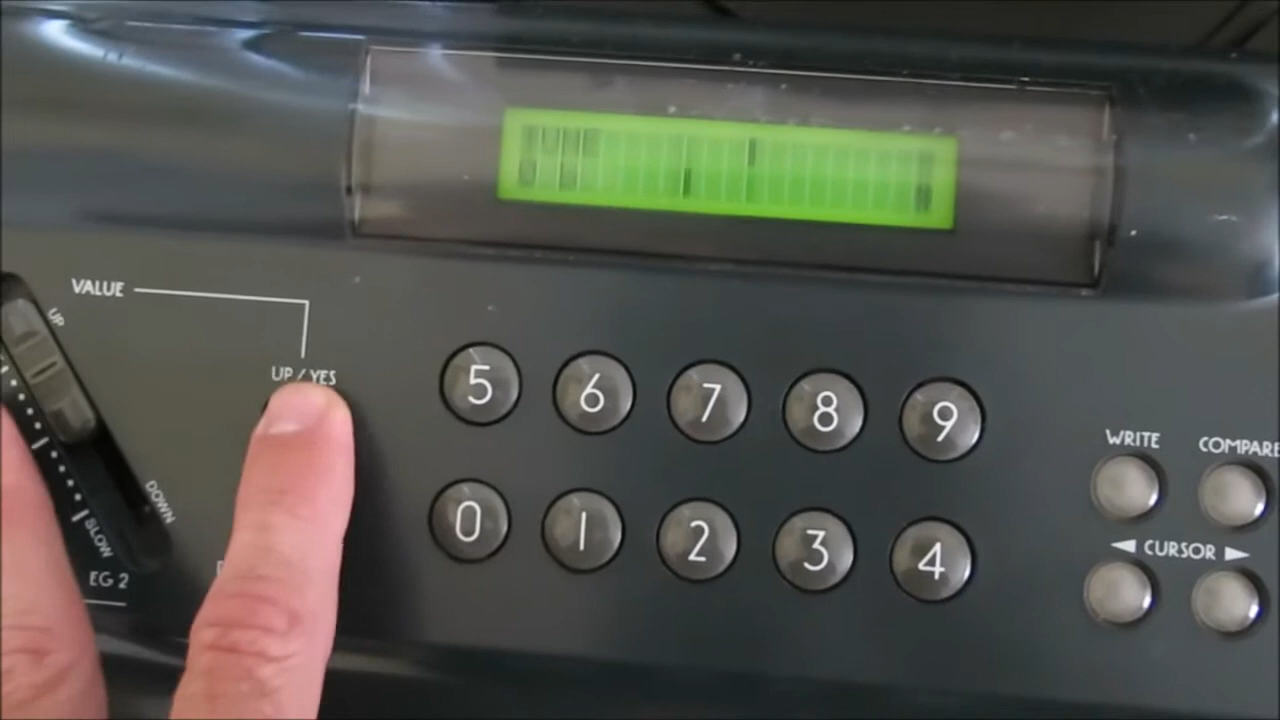 VALUE
UP
UP / YES
5 6 7 8 9
WRITE COMPARE
DOWN
0 1 2 3 4
SLOW
CURSOR
EG 2